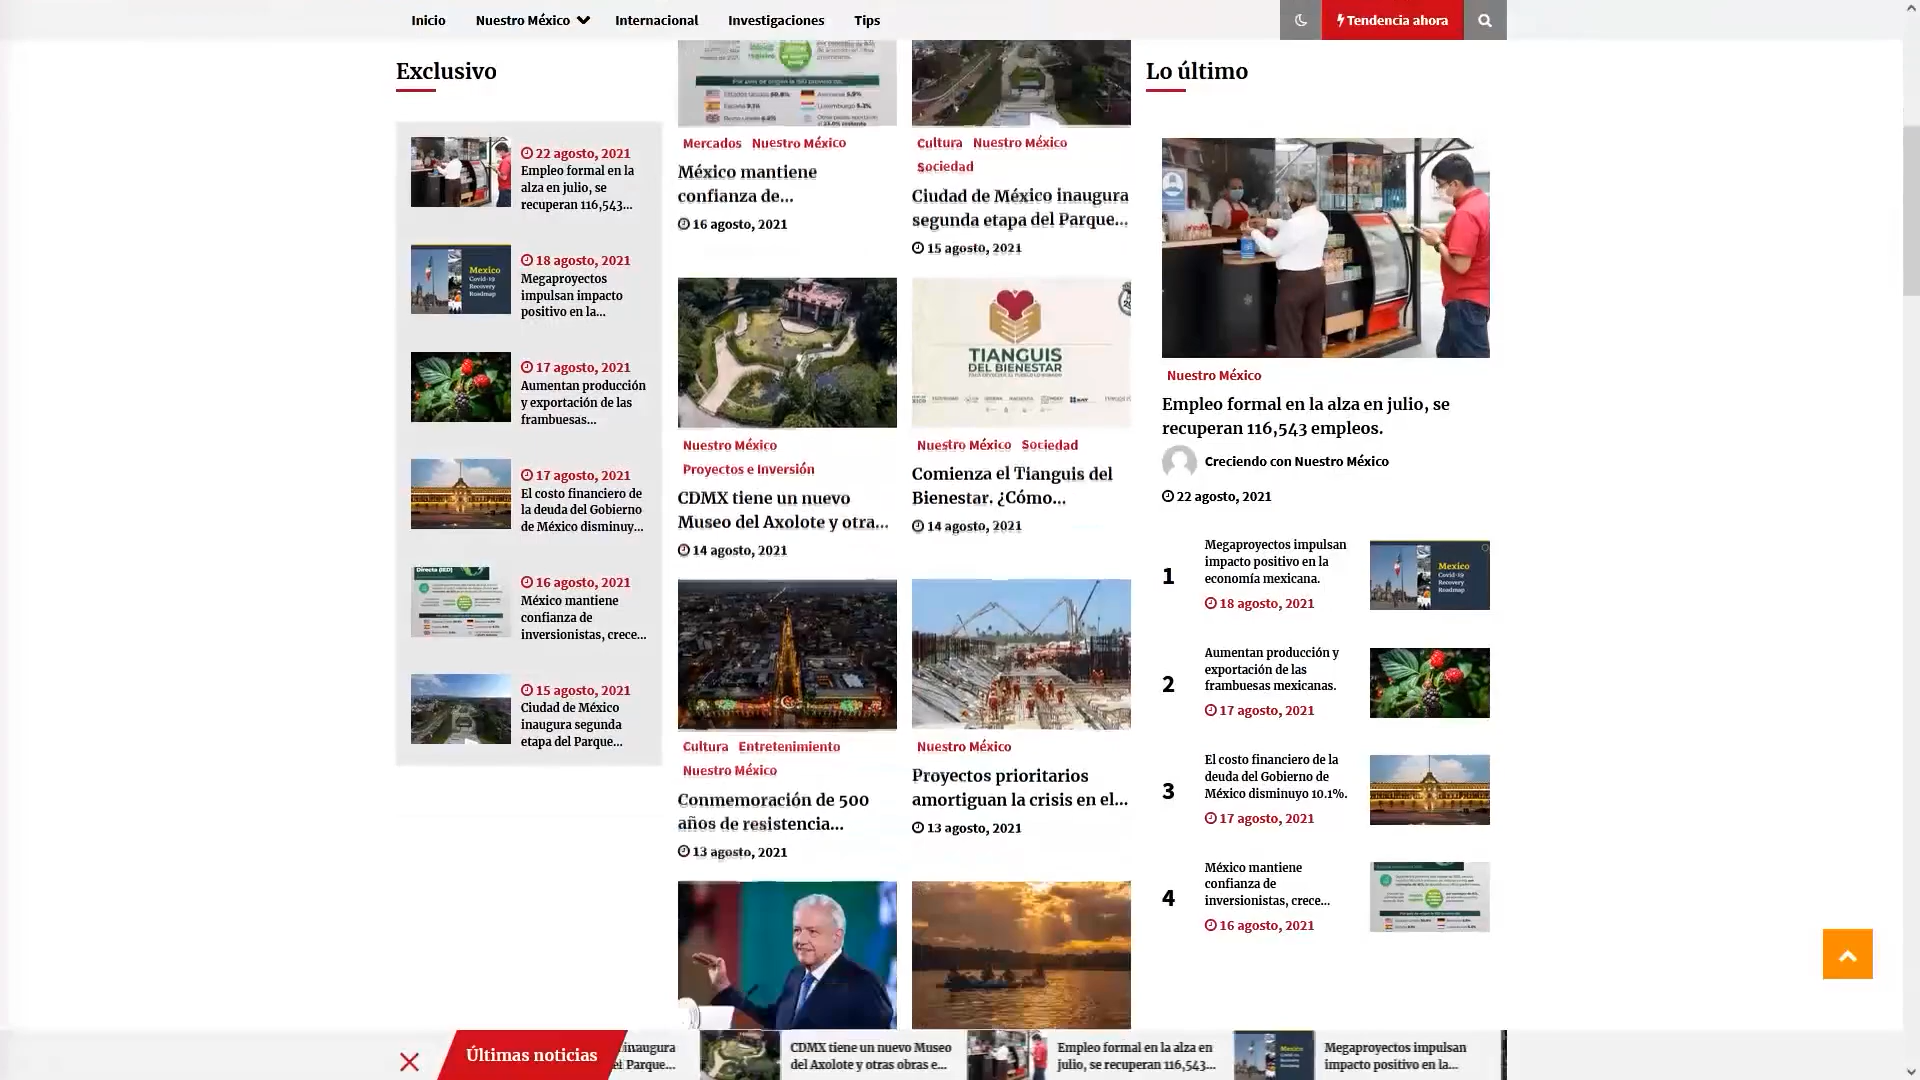 Inicio
Nuestro México
Internacional
Investigaciones
Tips
Tendencia ahora
Exclusivo
22 agosto, 2021
Empleo formal en la
alza en julio, se
recuperan 116,543...
18 agosto, 2021
Megaproyectos
impulsan impacto
positivo en la...
17 agosto, 2021
Aumentan producción
y exportación de las
frambuesas...
17 agosto, 2021
El costo financiero de
la deuda del Gobierno
de México disminuy...
16 agosto, 2021
México mantiene
confianza de
inversionistas, crece...
15 agosto, 2021
Ciudad de México
inaugura segunda
etapa del Parque...
Mercados Nuestro México
México mantiene
confianza de...
16 agosto, 2021
Cultura Nuestro México
Sociedad
Ciudad de México inaugura
segunda etapa del Parque...
15 agosto, 2021
Nuestro México
Proyectos e Inversión
CDMX tiene un nuevo
Museo del Axolote y otra...
14 agosto, 2021
TIANGUIS
DEL BIENESTAR
Nuestro México Sociedad
Comienza el Tianguis del
Bienestar. ¿Cómo...
14 agosto, 2021
Cultura Entretenimiento
Nuestro México
Conmemoración de 500
años de resistencia...
13 agosto, 2021
Nuestro México
Proyectos prioritarios
amortiguan la crisis en el...
13 agosto, 2021
Lo último
Nuestro México
Empleo formal en la alza en julio, se
recuperan 116,543 empleos.
Creciendo con Nuestro México
22 agosto, 2021
1
Megaproyectos impulsan
impacto positivo en la
economía mexicana.
18 agosto, 2021
Mexico
Covid-19
Recovery
Roadmap
2
Aumentan producción y
exportación de las
frambuesas mexicanas.
17 agosto, 2021
3
El costo financiero de la
deuda del Gobierno de
México disminuyo 10.1%.
17 agosto, 2021
4
México mantiene
confianza de
inversionistas, crece...
16 agosto, 2021
Últimas noticias
inaugura
el Parque...
CDMX tiene un nuevo Museo
del Axolote y otras obras e...
Empleo formal en la alza en
julio, se recuperan 116,543...
Megaproyectos impulsan
impacto positivo en la...